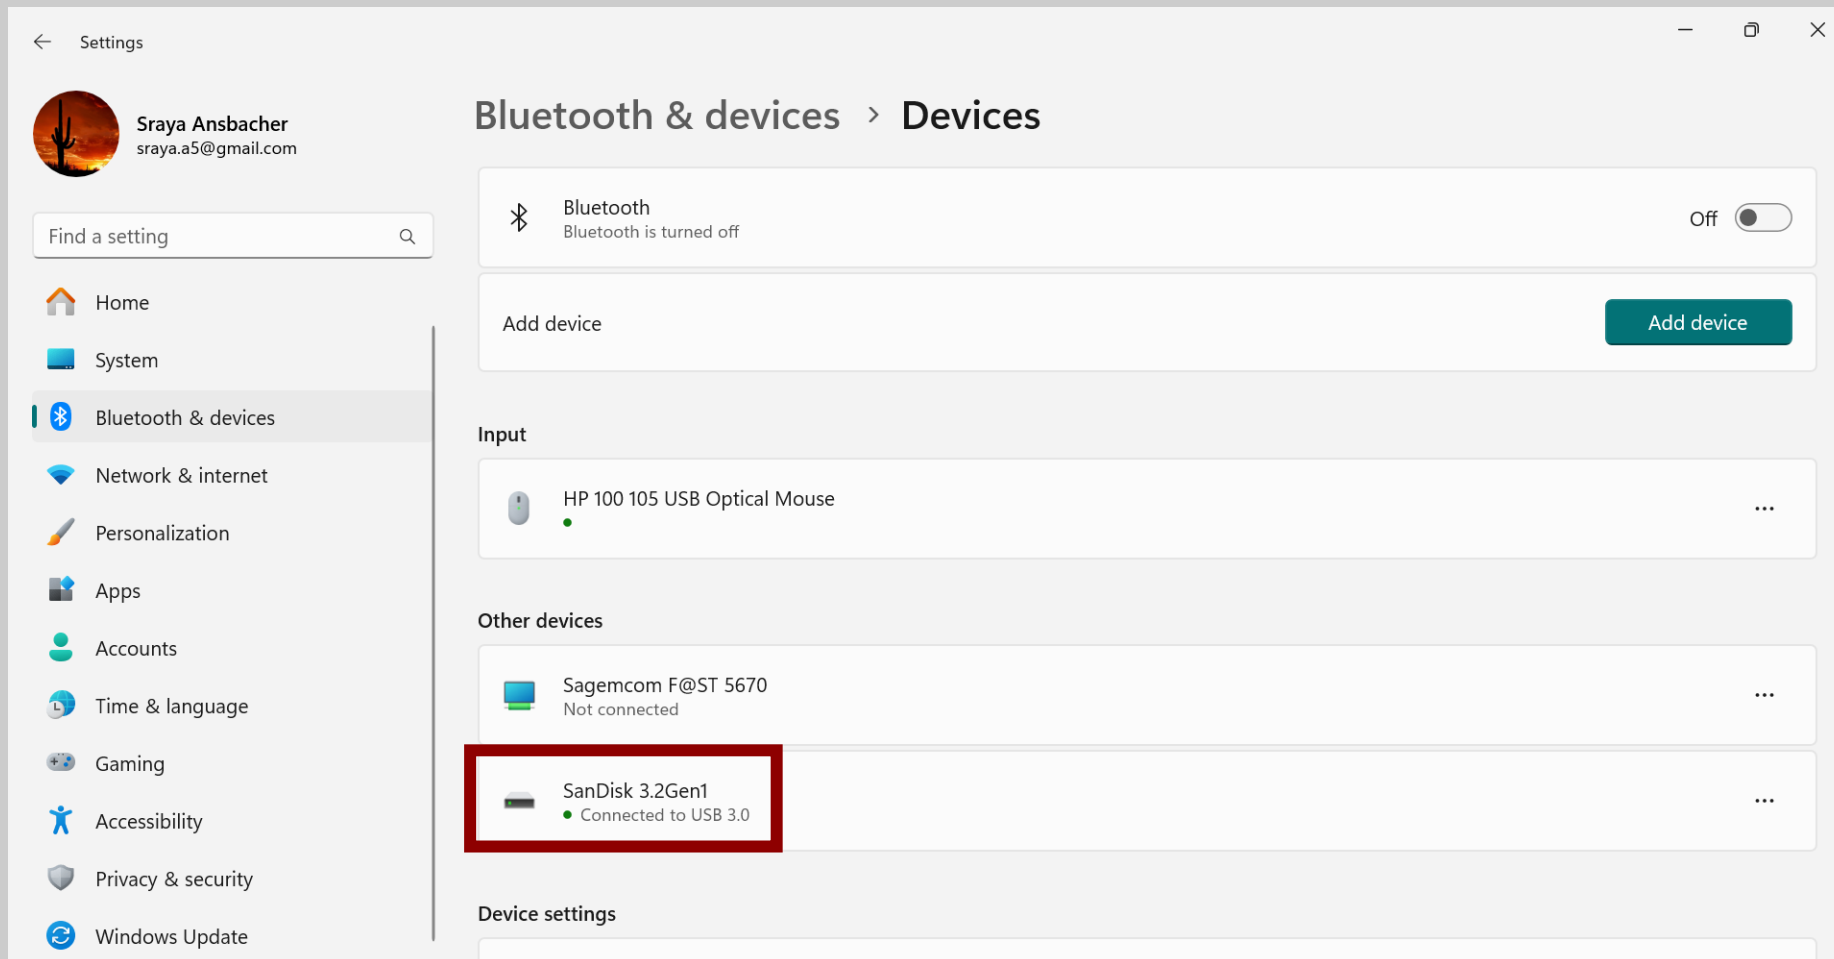 Settings
Sraya Ansbacher
sraya.a5@gmail.com
Find a setting
Home
System
Bluetooth & devices
Network & internet
Personalization
Apps
Accounts
Time & language
Gaming
Accessibility
Privacy & security
Windows Update
Bluetooth & devices > Devices
Bluetooth
Bluetooth is turned off
Off
Add device
Add device
Input
HP 100 105 USB Optical Mouse
Other devices
Sagemcom F@ST 5670
Not connected
SanDisk 3.2Gen1
Connected to USB 3.0
Device settings